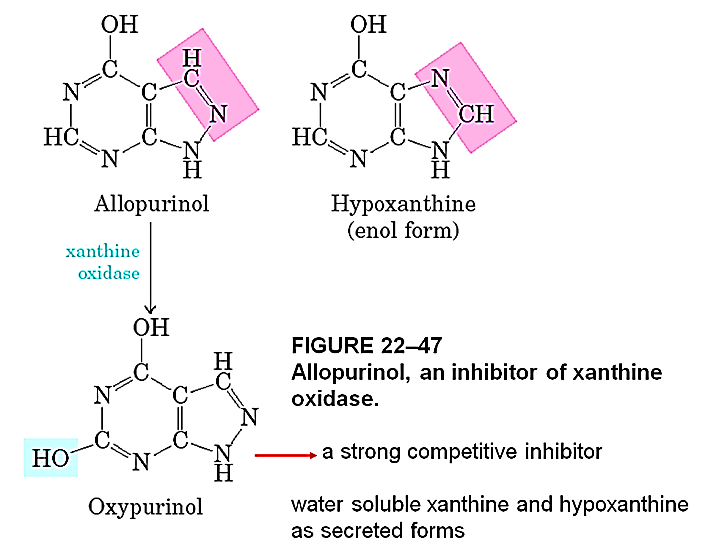 OH
OH
H
C
C
C
N
N
N
C
N
C
CH
HC
C
HC
C
N
N
N
N
H
H
Allopurinol
Hypoxanthine
(enol form)
xanthine
oxidase
OH
H
C
C
N
C
N
C
C
HO
N
N
H
Oxypurinol
FIGURE 22–47
Allopurinol, an inhibitor of xanthine
oxidase.
a strong competitive inhibitor
water soluble xanthine and hypoxanthine
as secreted forms